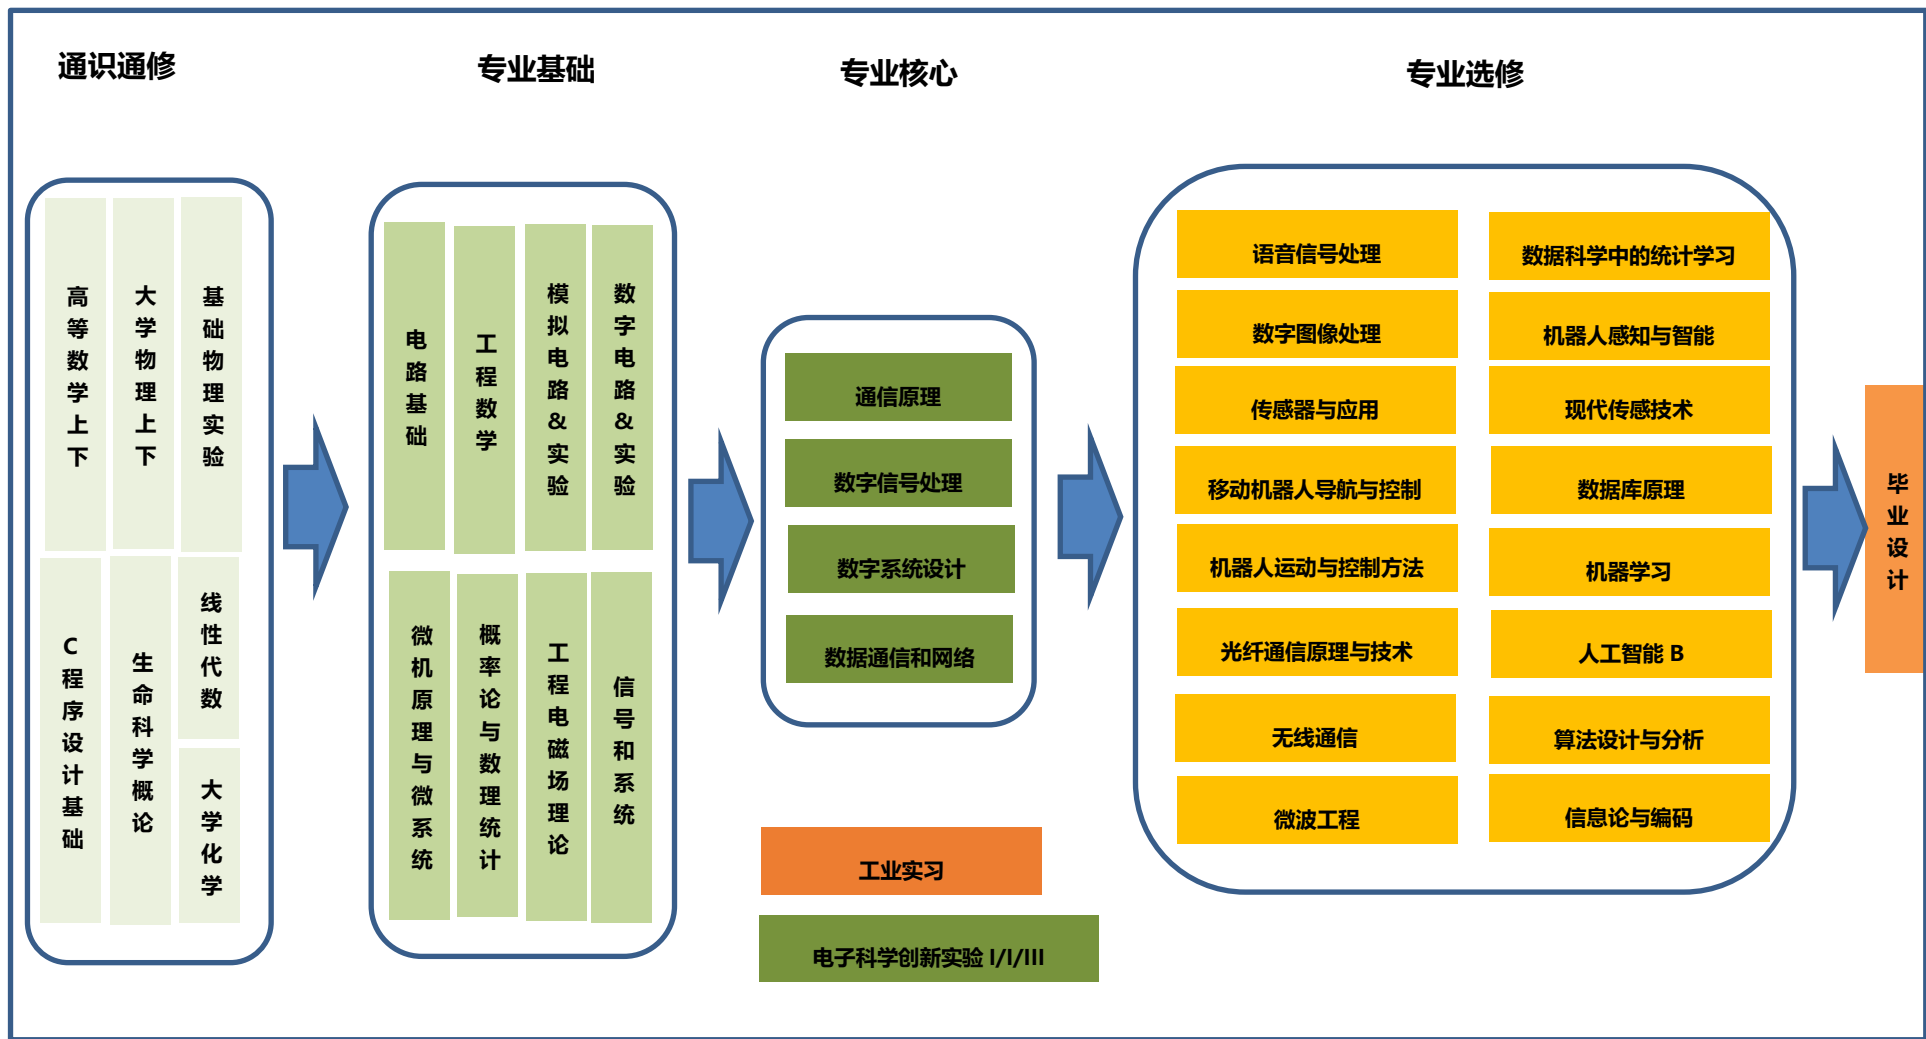 通识通修
专业基础
专业核心
专业选修
高等数学上下
大学物理上下
基础物理实验
C程序设计基础
生命科学概论
线性代数
大学化学
电路基础
工程数学
模拟电路&实验
数字电路&实验
微机原理与微系统
概率论与数理统计
工程电磁场理论
信号和系统
通信原理
数字信号处理
数字系统设计
数据通信和网络
工业实习
电子科学创新实验 I/I/III
语音信号处理
数据科学中的统计学习
数字图像处理
机器人感知与智能
传感器与应用
现代传感技术
移动机器人导航与控制
数据库原理
机器人运动与控制方法
机器学习
光纤通信原理与技术
人工智能 B
无线通信
算法设计与分析
微波工程
信息论与编码
毕业设计